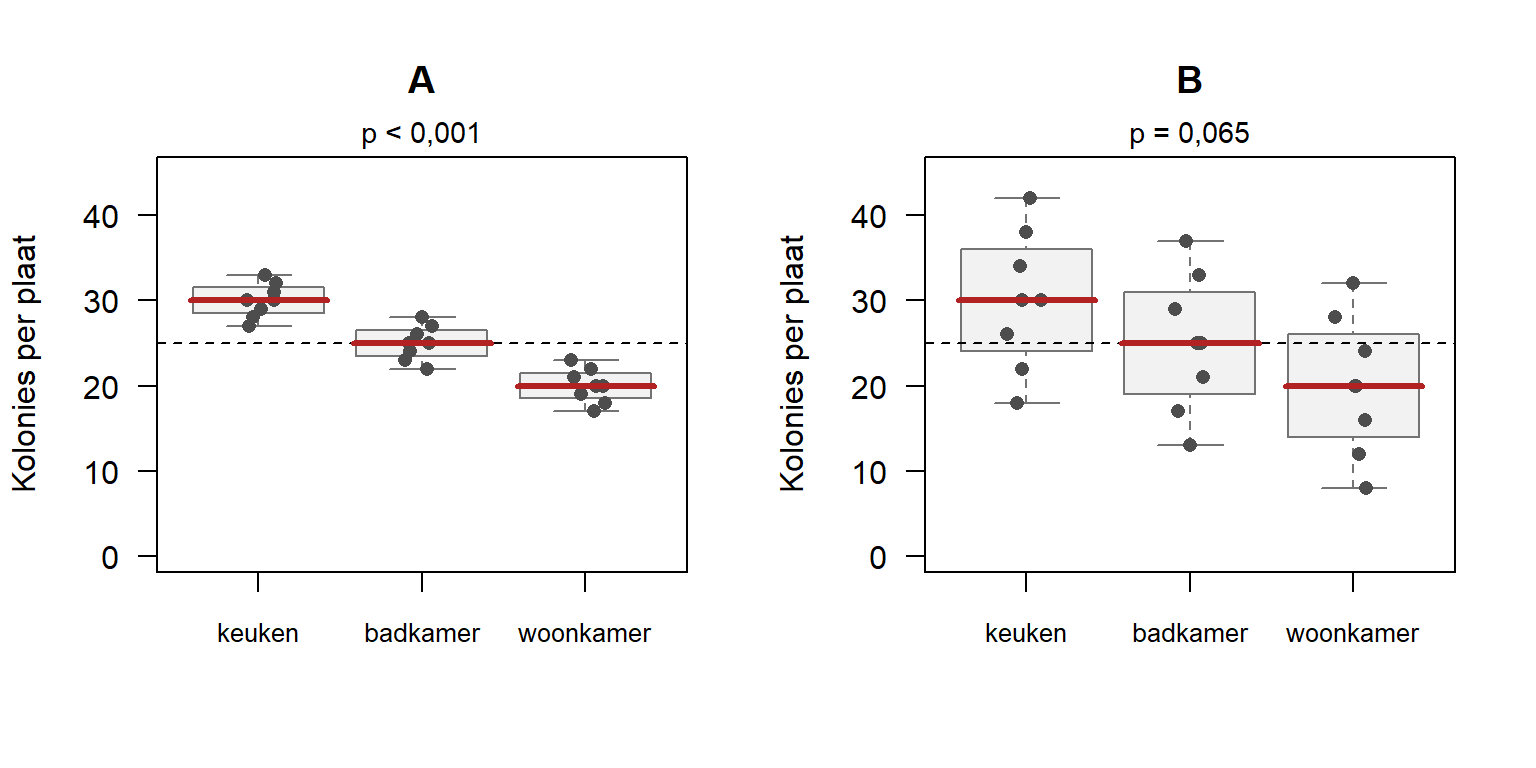 A
p < 0,001
Kolonies per plaat
40
30
20
10
0
keuken badkamer woonkamer
B
p = 0,065
Kolonies per plaat
40
30
20
10
0
keuken badkamer woonkamer